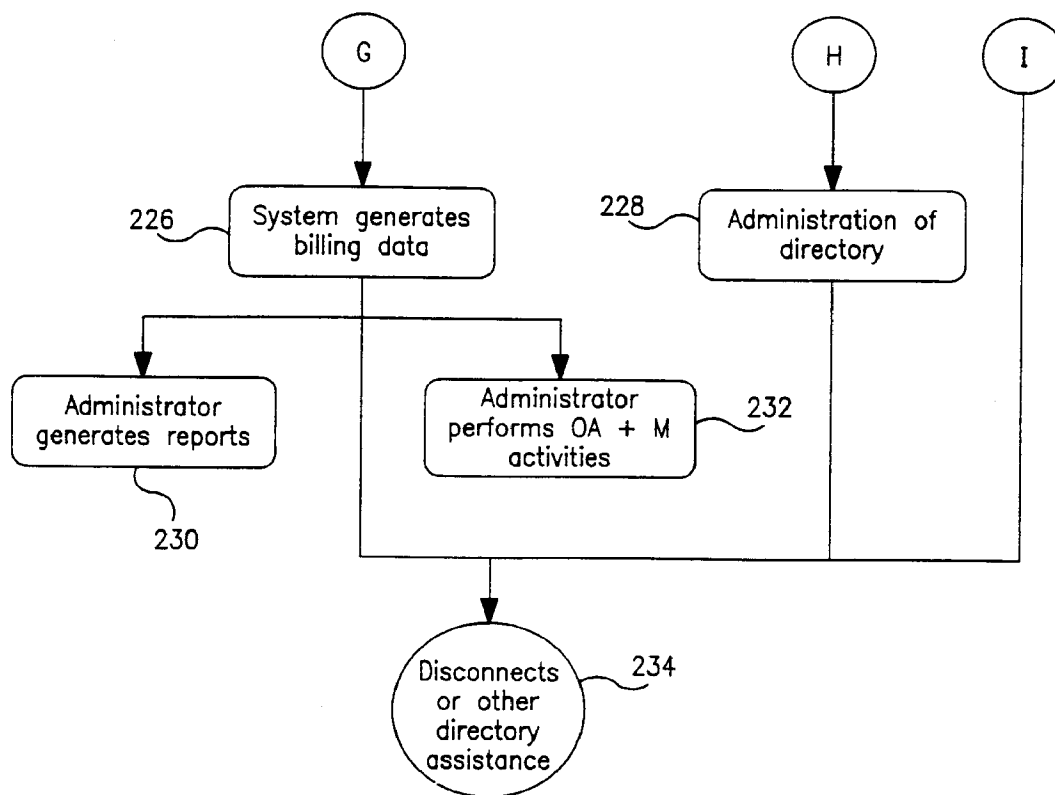 G
H
I
226
System generates
billing data
228
Administration of
directory
Administrator
generates reports
230
Administrator
performs OA + M
activities
232
Disconnects
or other
directory
assistance
234